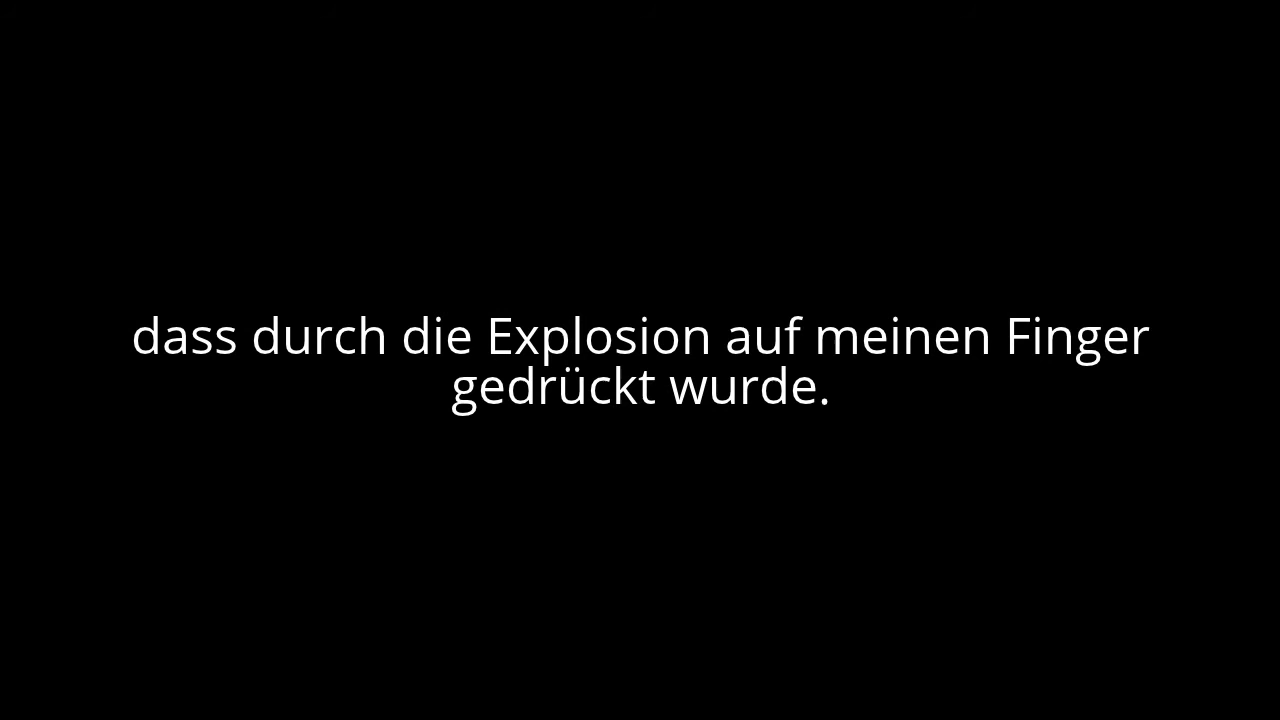 dass durch die Explosion auf meinen Finger
gedrückt wurde.